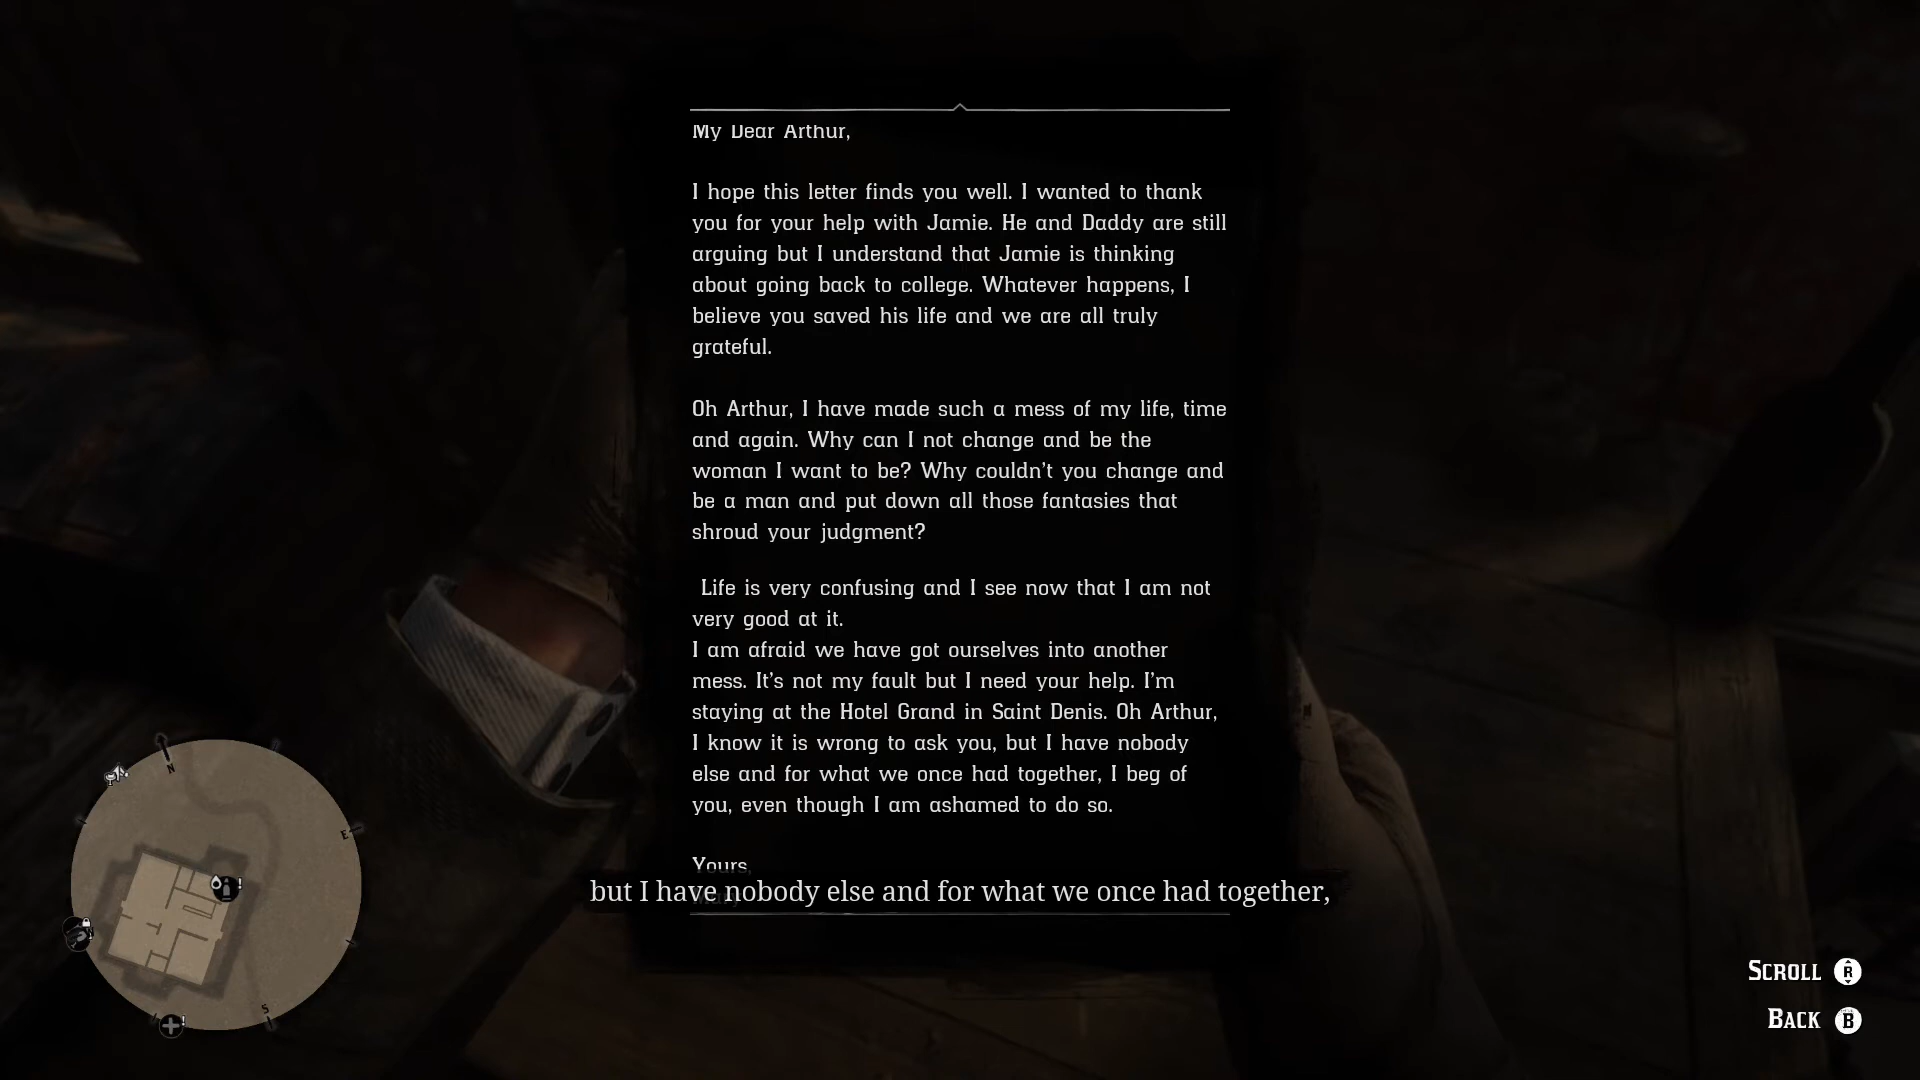 My Dear Arthur,
I hope this letter finds you well. I wanted to thank
you for your help with Jamie. He and Daddy are still
arguing but I understand that Jamie is thinking
about going back to college. Whatever happens, I
believe you saved his life and we are all truly
grateful.
Oh Arthur, I have made such a mess of my life, time
and again. Why can I not change and be the
woman I want to be? Why couldn't you change and
be a man and put down all those fantasies that
shroud your judgment?
Life is very confusing and I see now that I am not
very good at it.
I am afraid we have got ourselves into another
mess. It's not my fault but I need your help. I'm
staying at the Hotel Grand in Saint Denis. Oh Arthur,
I know it is wrong to ask you, but I have nobody
else and for what we once had together, I beg of
you, even though I am ashamed to do so.
Yours,
but I have nobody else and for what we once had together,
N
E
S
SCROLL R
BACK B